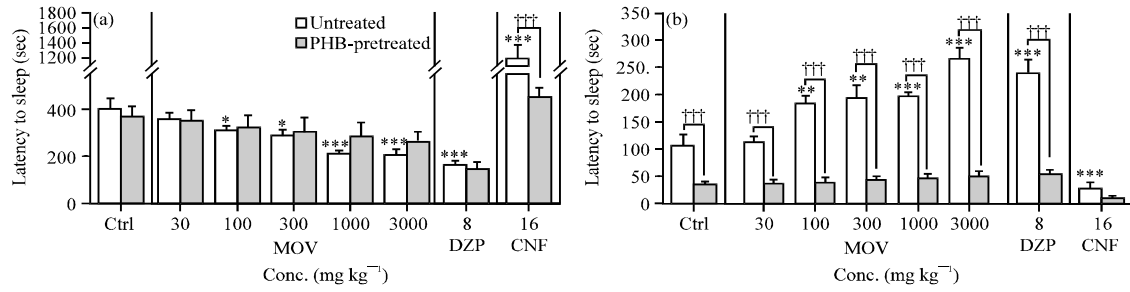 (a)
Untreated
PHB-pretreated
Latency to sleep (sec)
1800
1600
1400
1200
400
200
0
†††
***
* * *** *** ***
Ctrl 30 100 300 1000 3000 8 16
MOV DZP CNF
Conc. (mg kg⁻¹)
(b)
Latency to sleep (sec)
350
300
250.
200
150
100
50
0
††† ††† ††† ††† ††† ††† †††
** ** *** *** *** ***
Ctrl 30 100 300 1000 3000 8 16
MOV DZP CNF
Conc. (mg kg⁻¹)